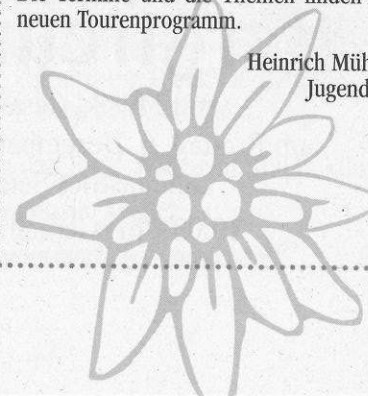 Die Termine und die Themen finden
neuen Tourenprogramm.
Heinrich Müh
Jugend